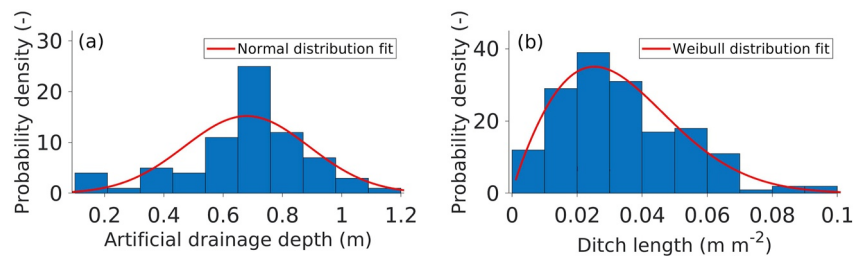 (a)
Normal distribution fit
Probability density (-)
30
20
10
0
0.2
0.4
0.6
0.8
1
1.2
Artificial drainage depth (m)
(b)
Weibull distribution fit
Probability density (-)
40
20
0
0
0.02
0.04
0.06
0.08
0.1
Ditch length (m m⁻²)